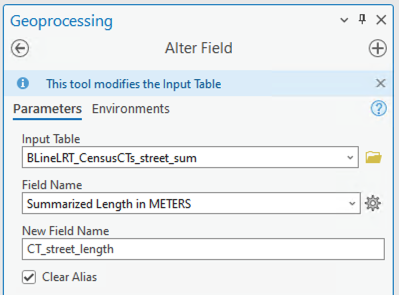 Geoprocessing
Alter Field
This tool modifies the Input Table
Parameters Environments
Input Table
BLineLRT_CensusCTs_street_sum
Field Name
Summarized Length in METERS
New Field Name
CT_street_length
Clear Alias